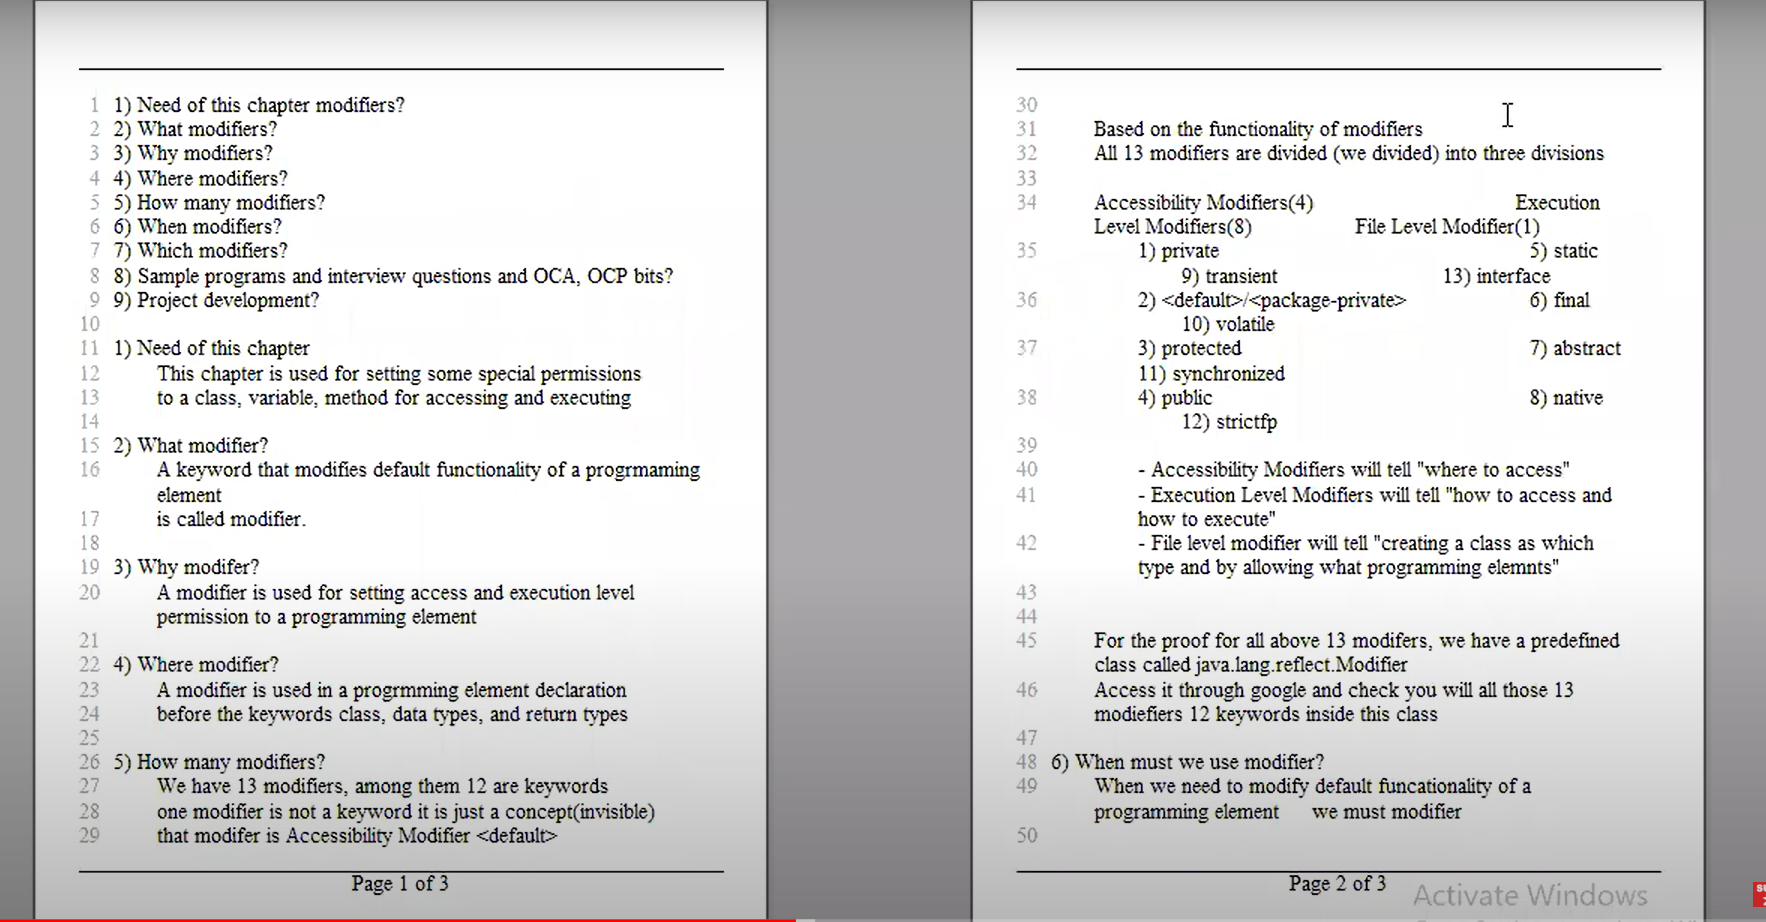 1 1) Need of this chapter modifiers?
2 2) What modifiers?
3 3) Why modifiers?
4 4) Where modifiers?
5 5) How many modifiers?
6 6) When modifiers?
7 7) Which modifiers?
8 8) Sample programs and interview questions and OCA, OCP bits?
9 9) Project development?
10
11 1) Need of this chapter
12 This chapter is used for setting some special permissions
13 to a class, variable, method for accessing and executing
14
15 2) What modifier?
16 A keyword that modifies default functionality of a progrmaming
element
17 is called modifier.
18
19 3) Why modifer?
20 A modifier is used for setting access and execution level
permission to a programming element
21
22 4) Where modifier?
23 A modifier is used in a progrmming element declaration
24 before the keywords class, data types, and return types
25
26 5) How many modifiers?
27 We have 13 modifiers, among them 12 are keywords
28 one modifier is not a keyword it is just a concept(invisible)
29 that modifer is Accessibility Modifier <default>
Page 1 of 3
30
31 Based on the functionality of modifiers
32 All 13 modifiers are divided (we divided) into three divisions
33
34 Accessibility Modifiers(4) Execution
Level Modifiers(8) File Level Modifier(1)
35 1) private 5) static
9) transient 13) interface
36 2) <default>/<package-private> 6) final
10) volatile
37 3) protected 7) abstract
11) synchronized
38 4) public 8) native
12) strictfp
39
40 - Accessibility Modifiers will tell "where to access"
41 - Execution Level Modifiers will tell "how to access and
how to execute"
42 - File level modifier will tell "creating a class as which
type and by allowing what programming elemnts"
43
44
45 For the proof for all above 13 modifers, we have a predefined
class called java.lang.reflect.Modifier
46 Access it through google and check you will all those 13
modiefiers 12 keywords inside this class
47
48 6) When must we use modifier?
49 When we need to modify default funcationality of a
programming element we must modifier
50
Page 2 of 3
Activate Windows